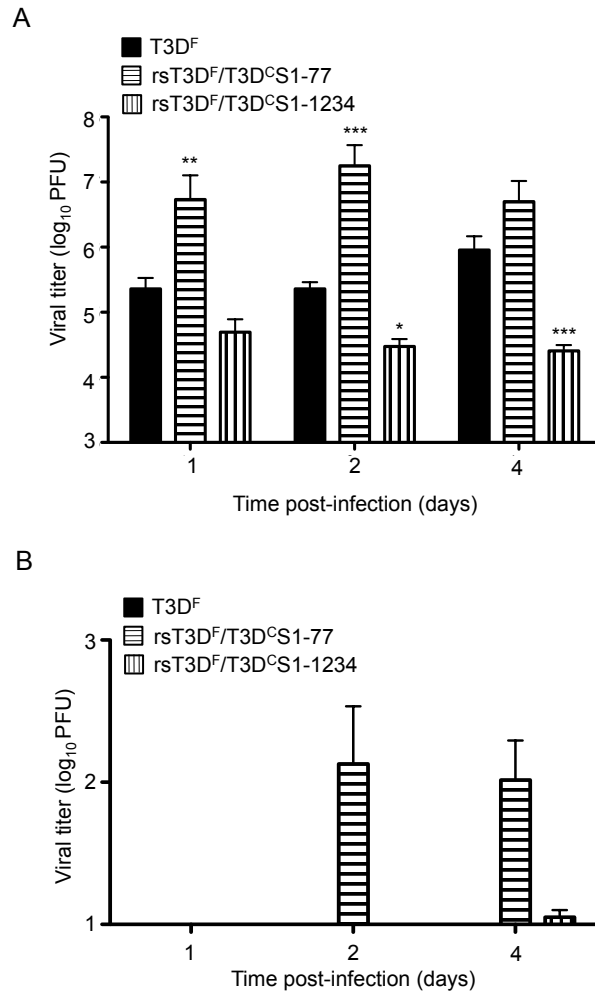 A
T3Dᶠ
rsT3Dᶠ/T3DᶜS1-77
rsT3Dᶠ/T3DᶜS1-1234
Viral titer (log₁₀ PFU)
8
7
6
5
4
3
**
***
*
***
1 2 4
Time post-infection (days)
B
T3Dᶠ
rsT3Dᶠ/T3DᶜS1-77
rsT3Dᶠ/T3DᶜS1-1234
Viral titer (log₁₀ PFU)
3
2
1
1 2 4
Time post-infection (days)